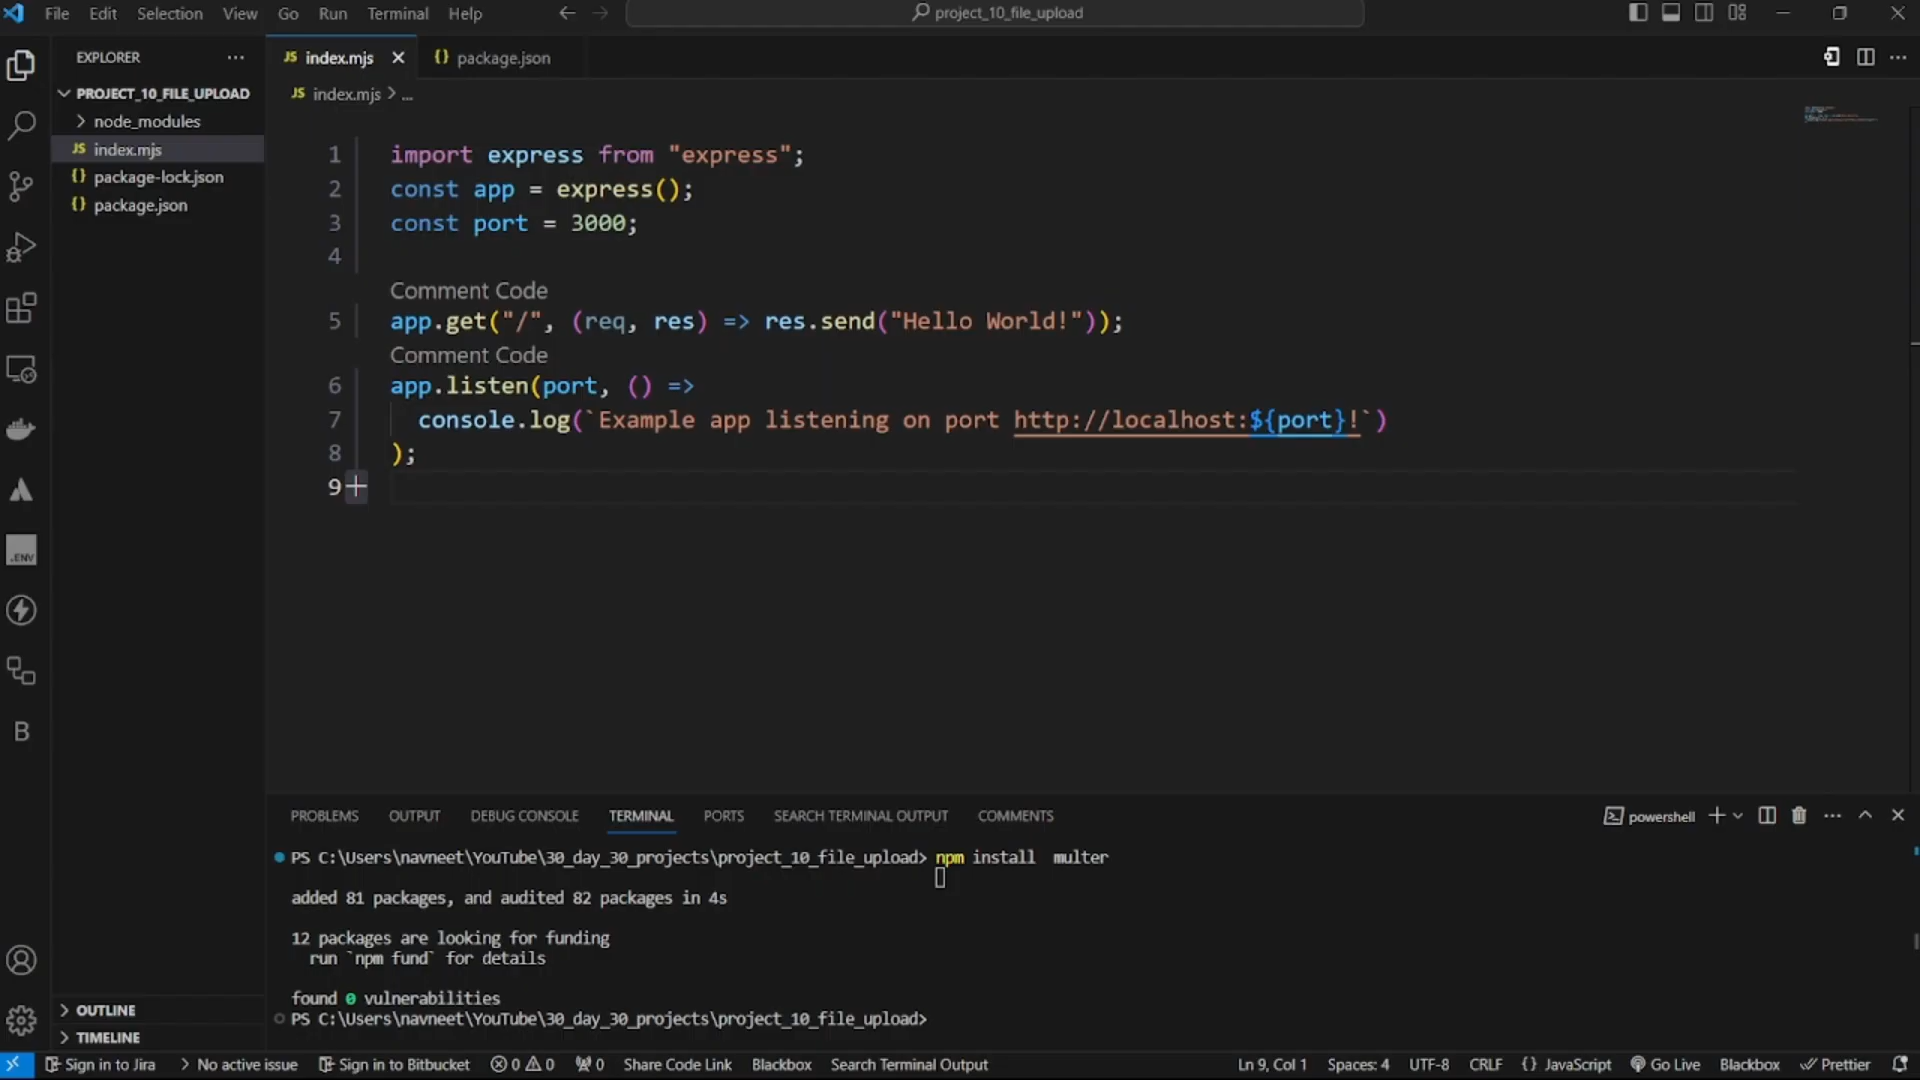 File Edit Selection View Go Run Terminal Help
project_10_file_upload
EXPLORER
JS index.mjs
{} package.json
PROJECT_10_FILE_UPLOAD
JS index.mjs > ...
node_modules
JS index.mjs
{} package-lock.json
{} package.json
1 import express from "express";
2 const app = express();
3 const port = 3000;
4
Comment Code
5 app.get("/", (req, res) => res.send("Hello World!"));
Comment Code
6 app.listen(port, () =>
7 console.log(`Example app listening on port http://localhost:${port}!`)
8 );
9
.ENV
B
PROBLEMS OUTPUT DEBUG CONSOLE TERMINAL PORTS SEARCH TERMINAL OUTPUT COMMENTS
powershell
PS C:\Users\navneet\YouTube\30_day_30_projects\project_10_file_upload> npm install  multer
added 81 packages, and audited 82 packages in 4s
12 packages are looking for funding
run `npm fund` for details
found 0 vulnerabilities
PS C:\Users\navneet\YouTube\30_day_30_projects\project_10_file_upload>
OUTLINE
TIMELINE
Sign in to Jira No active issue Sign in to Bitbucket 0 0 0 Share Code Link Blackbox Search Terminal Output Ln 9, Col 1 Spaces: 4 UTF-8 CRLF {} JavaScript Go Live Blackbox Prettier